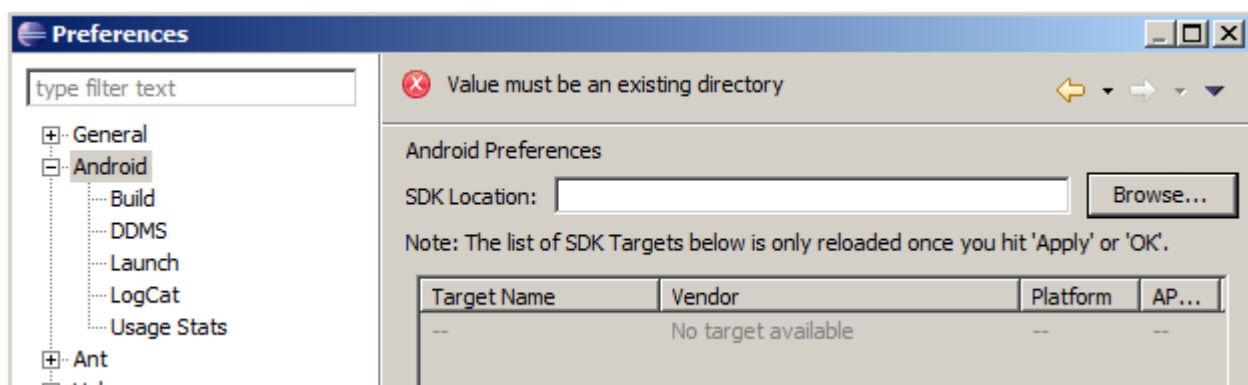 Preferences
type filter text
General
Android
Build
DDMS
Launch
LogCat
Usage Stats
Ant
Value must be an existing directory
Android Preferences
SDK Location:
Browse...
Note: The list of SDK Targets below is only reloaded once you hit 'Apply' or 'OK'.
Target Name Vendor Platform AP...
-- No target available -- --